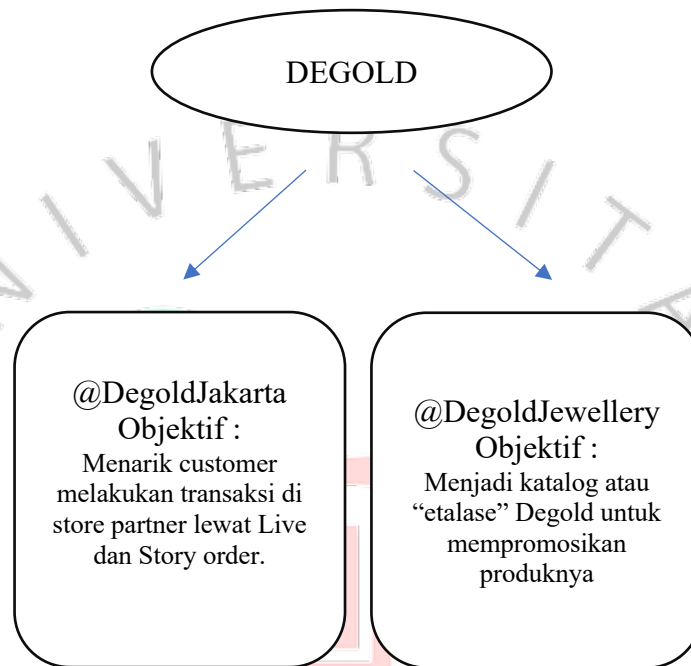 DEGOLD
NIVERSITA
@DegoldJakarta
Objektif :
Menarik customer
melakukan transaksi di
store partner lewat Live
dan Story order.
@DegoldJewellery
Objektif :
Menjadi katalog atau
“etalase” Degold untuk
mempromosikan
produknya